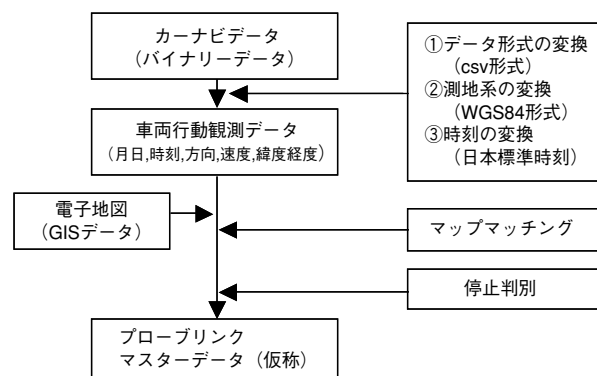 カーナビデータ
（バイナリーデータ）
①データ形式の変換
（csv形式）
②測地系の変換
（WGS84形式）
③時刻の変換
（日本標準時刻）
車両行動観測データ
（月日,時刻,方向,速度,緯度経度）
電子地図
（GISデータ）
マップマッチング
停止判別
プローブリンク
マスターデータ（仮称）